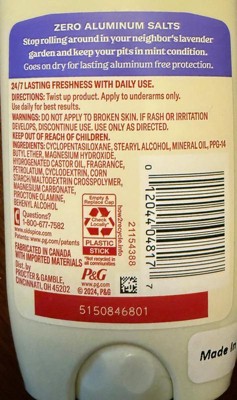 ZERO ALUMINUM SALTS
Stop rolling around in your neighbor's lavender
garden and keep your pits in mint condition.
Goes on dry for lasting aluminum free protection.
24/7 LASTING FRESHNESS WITH DAILY USE.
DIRECTIONS: Twist up product. Apply to underarms only.
Use daily for best results.
WARNINGS: DO NOT APPLY TO BROKEN SKIN. IF RASH OR IRRITATION
DEVELOPS, DISCONTINUE USE. USE ONLY AS DIRECTED.
KEEP OUT OF REACH OF CHILDREN.
INGREDIENTS: CYCLOPENTASILOXANE, STEARYL ALCOHOL, MINERAL OIL, PPG-14
BUTYL ETHER, MAGNESIUM HYDROXIDE,
HYDROGENATED CASTOR OIL, FRAGRANCE,
PETROLATUM, CYCLODEXTRIN, CORN
STARCH/MALTODEXTRIN CROSSPOLYMER,
MAGNESIUM CARBONATE,
PIROCTONE OLAMINE,
BEHENYL ALCOHOL
Questions?
1-800-677-7582
www.oldspice.com
Patents: www.pg.com/patents
FABRICATED IN CANADA
WITH IMPORTED MATERIALS
Dist. by
PROCTER & GAMBLE,
CINCINNATI, OH 45202
Empty &
Replace Cap
Check
Locally*
PLASTIC
STICK
*Not recycled in
all communities
how2recycle.info
P&G
www.pg.com
© 2024, P&G
21154388
0 12044 04817 7
5150846801
Made in